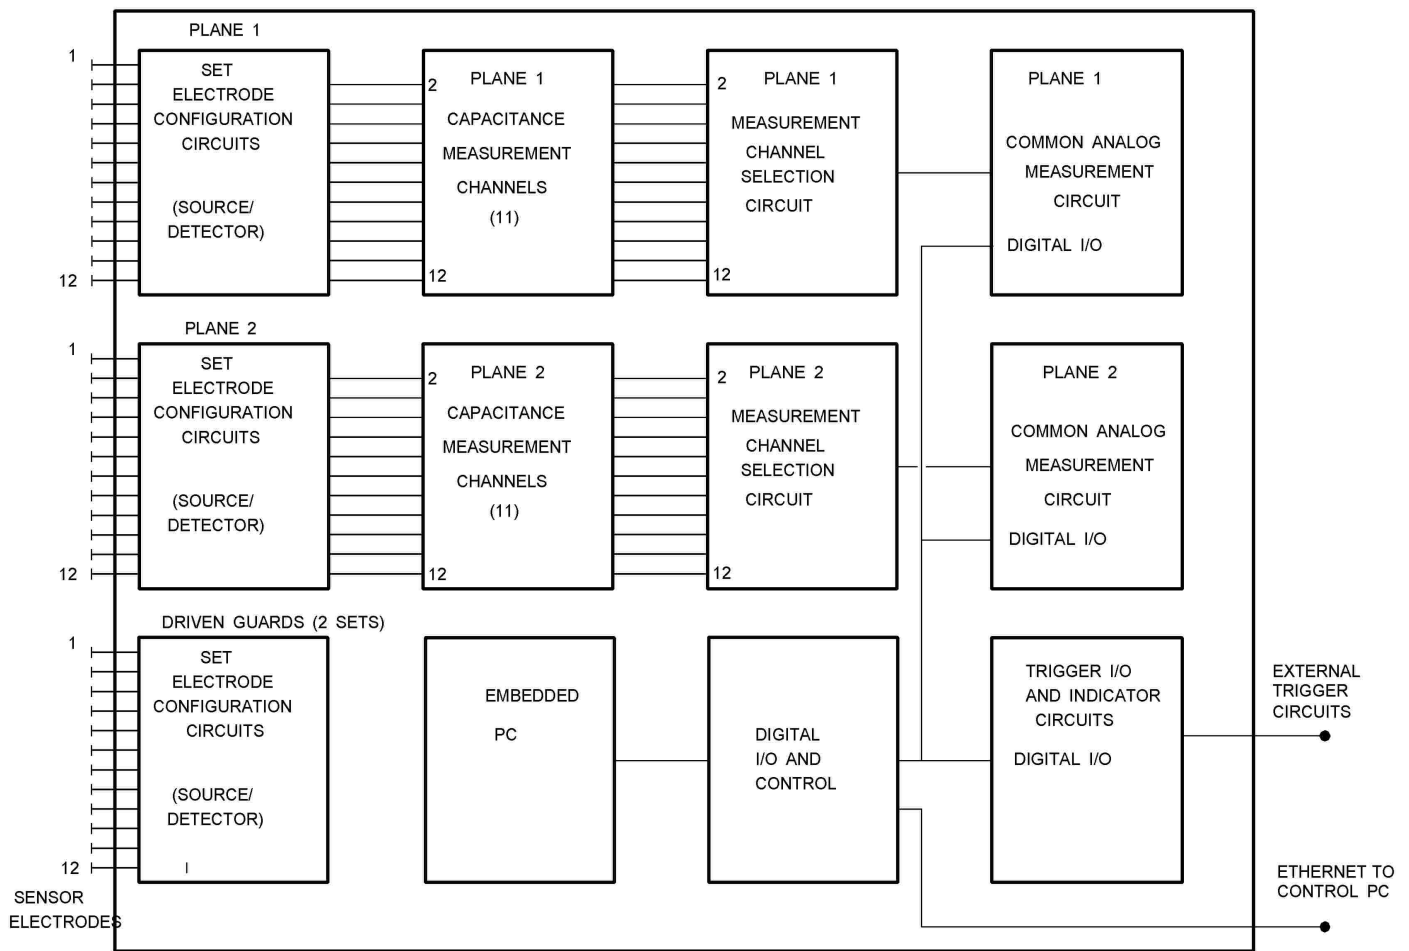 PLANE 1
1
SET
ELECTRODE
CONFIGURATION
CIRCUITS
(SOURCE/
DETECTOR)
12
2
PLANE 1
CAPACITANCE
MEASUREMENT
CHANNELS
(11)
12
2
PLANE 1
MEASUREMENT
CHANNEL
SELECTION
CIRCUIT
12
PLANE 1
COMMON ANALOG
MEASUREMENT
CIRCUIT
DIGITAL I/O
PLANE 2
1
SET
ELECTRODE
CONFIGURATION
CIRCUITS
(SOURCE/
DETECTOR)
12
2
PLANE 2
CAPACITANCE
MEASUREMENT
CHANNELS
(11)
12
2
PLANE 2
MEASUREMENT
CHANNEL
SELECTION
CIRCUIT
12
PLANE 2
COMMON ANALOG
MEASUREMENT
CIRCUIT
DIGITAL I/O
DRIVEN GUARDS (2 SETS)
1
SET
ELECTRODE
CONFIGURATION
CIRCUITS
(SOURCE/
DETECTOR)
12
SENSOR
ELECTRODES
EMBEDDED
PC
DIGITAL
I/O AND
CONTROL
TRIGGER I/O
AND INDICATOR
CIRCUITS
DIGITAL I/O
EXTERNAL
TRIGGER
CIRCUITS
ETHERNET TO
CONTROL PC